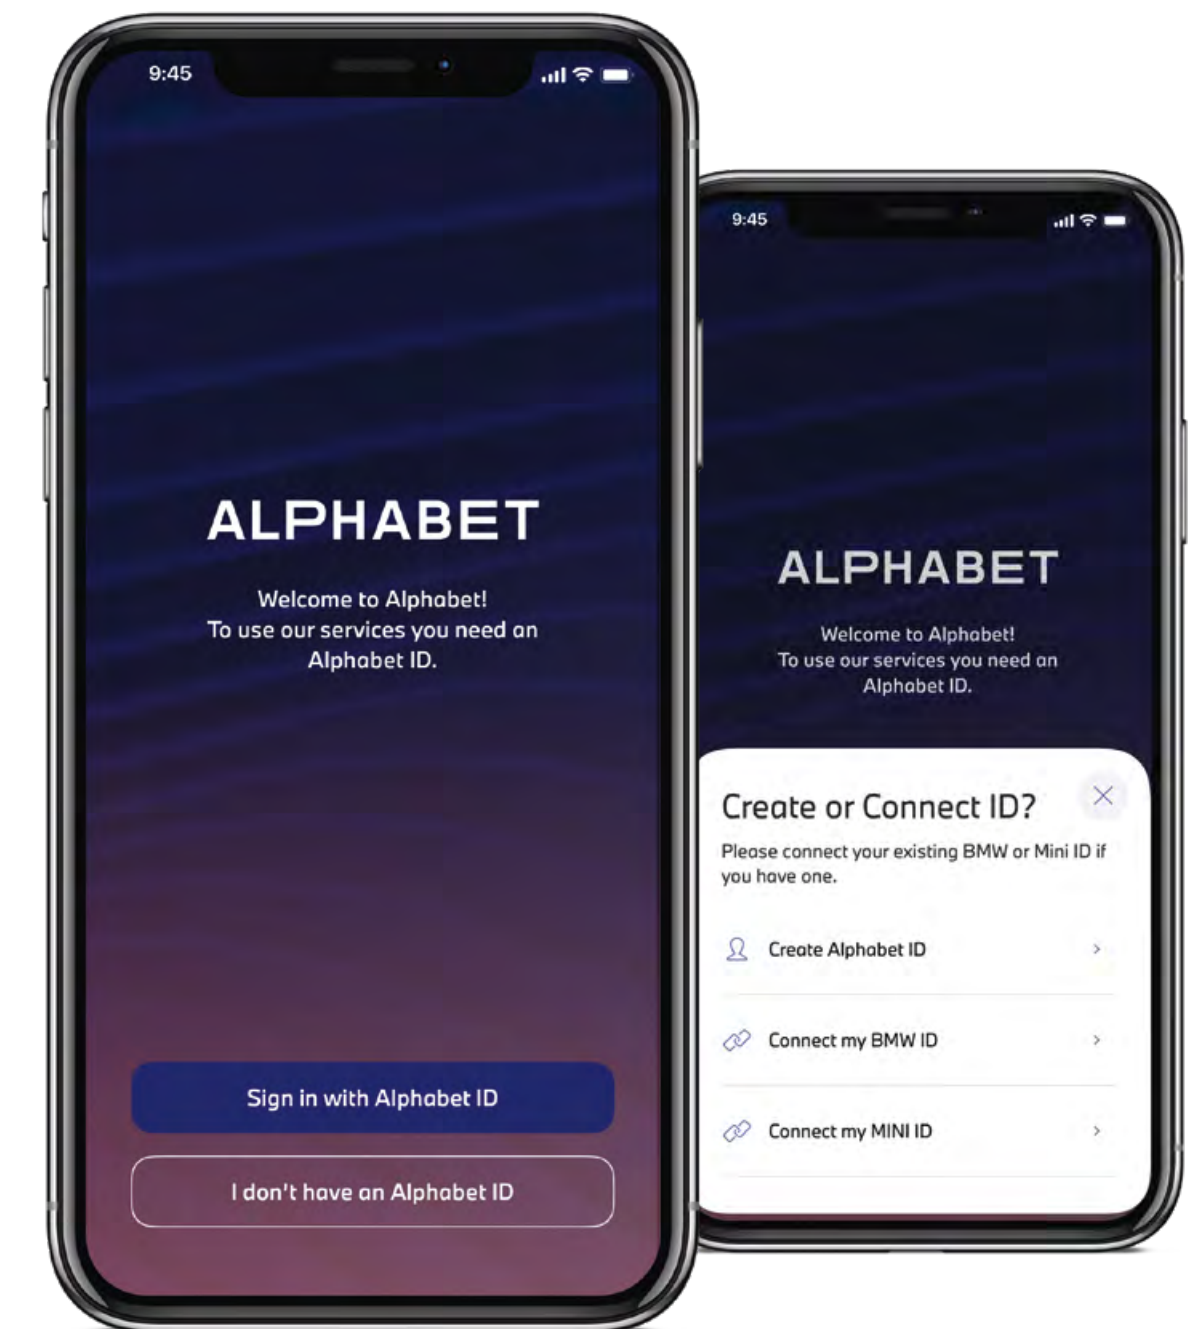 9:45
ALPHABET
Welcome to Alphabet!
To use our services you need an
Alphabet ID.
Sign in with Alphabet ID
I don't have an Alphabet ID
9:45
ALPHABET
Welcome to Alphabet!
To use our services you need an
Alphabet ID.
Create or Connect ID?
Please connect your existing BMW or Mini ID if
you have one.
Create Alphabet ID
Connect my BMW ID
Connect my MINI ID